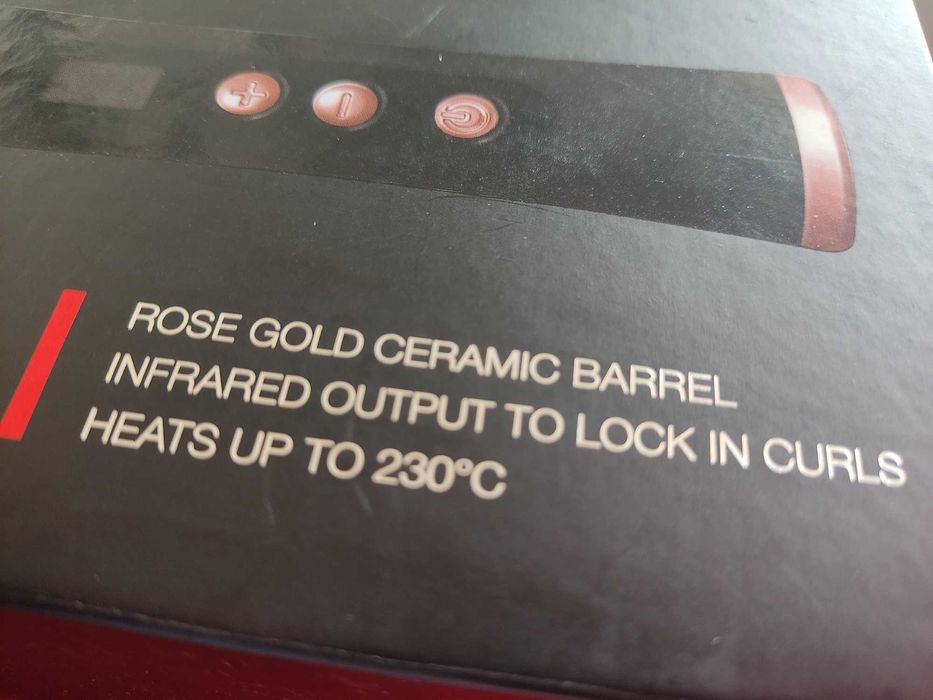 ROSE GOLD CERAMIC BARREL
INFRARED OUTPUT TO LOCK IN CURLS
HEATS UP TO 230°C